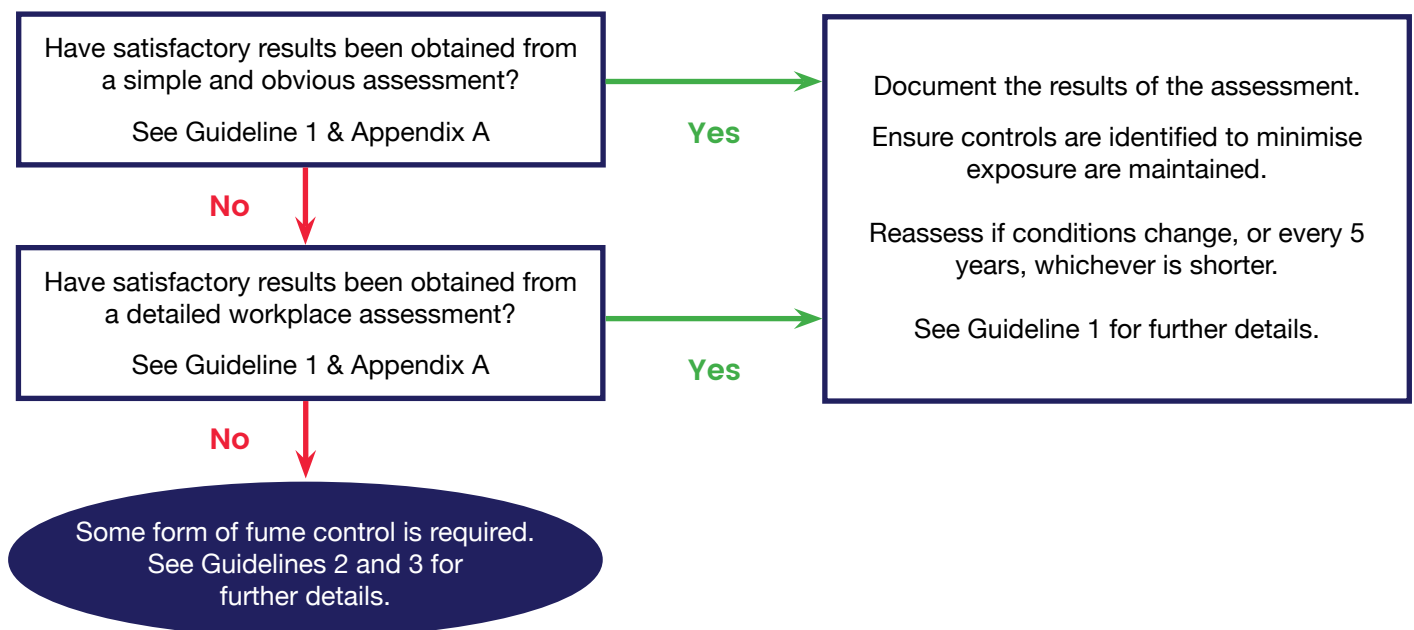 Have satisfactory results been obtained from
a simple and obvious assessment?
See Guideline 1 & Appendix A
Yes
No
Document the results of the assessment.
Ensure controls are identified to minimise
exposure are maintained.
Reassess if conditions change, or every 5
years, whichever is shorter.
See Guideline 1 for further details.
Have satisfactory results been obtained from
a detailed workplace assessment?
See Guideline 1 & Appendix A
Yes
No
Some form of fume control is required.
See Guidelines 2 and 3 for
further details.